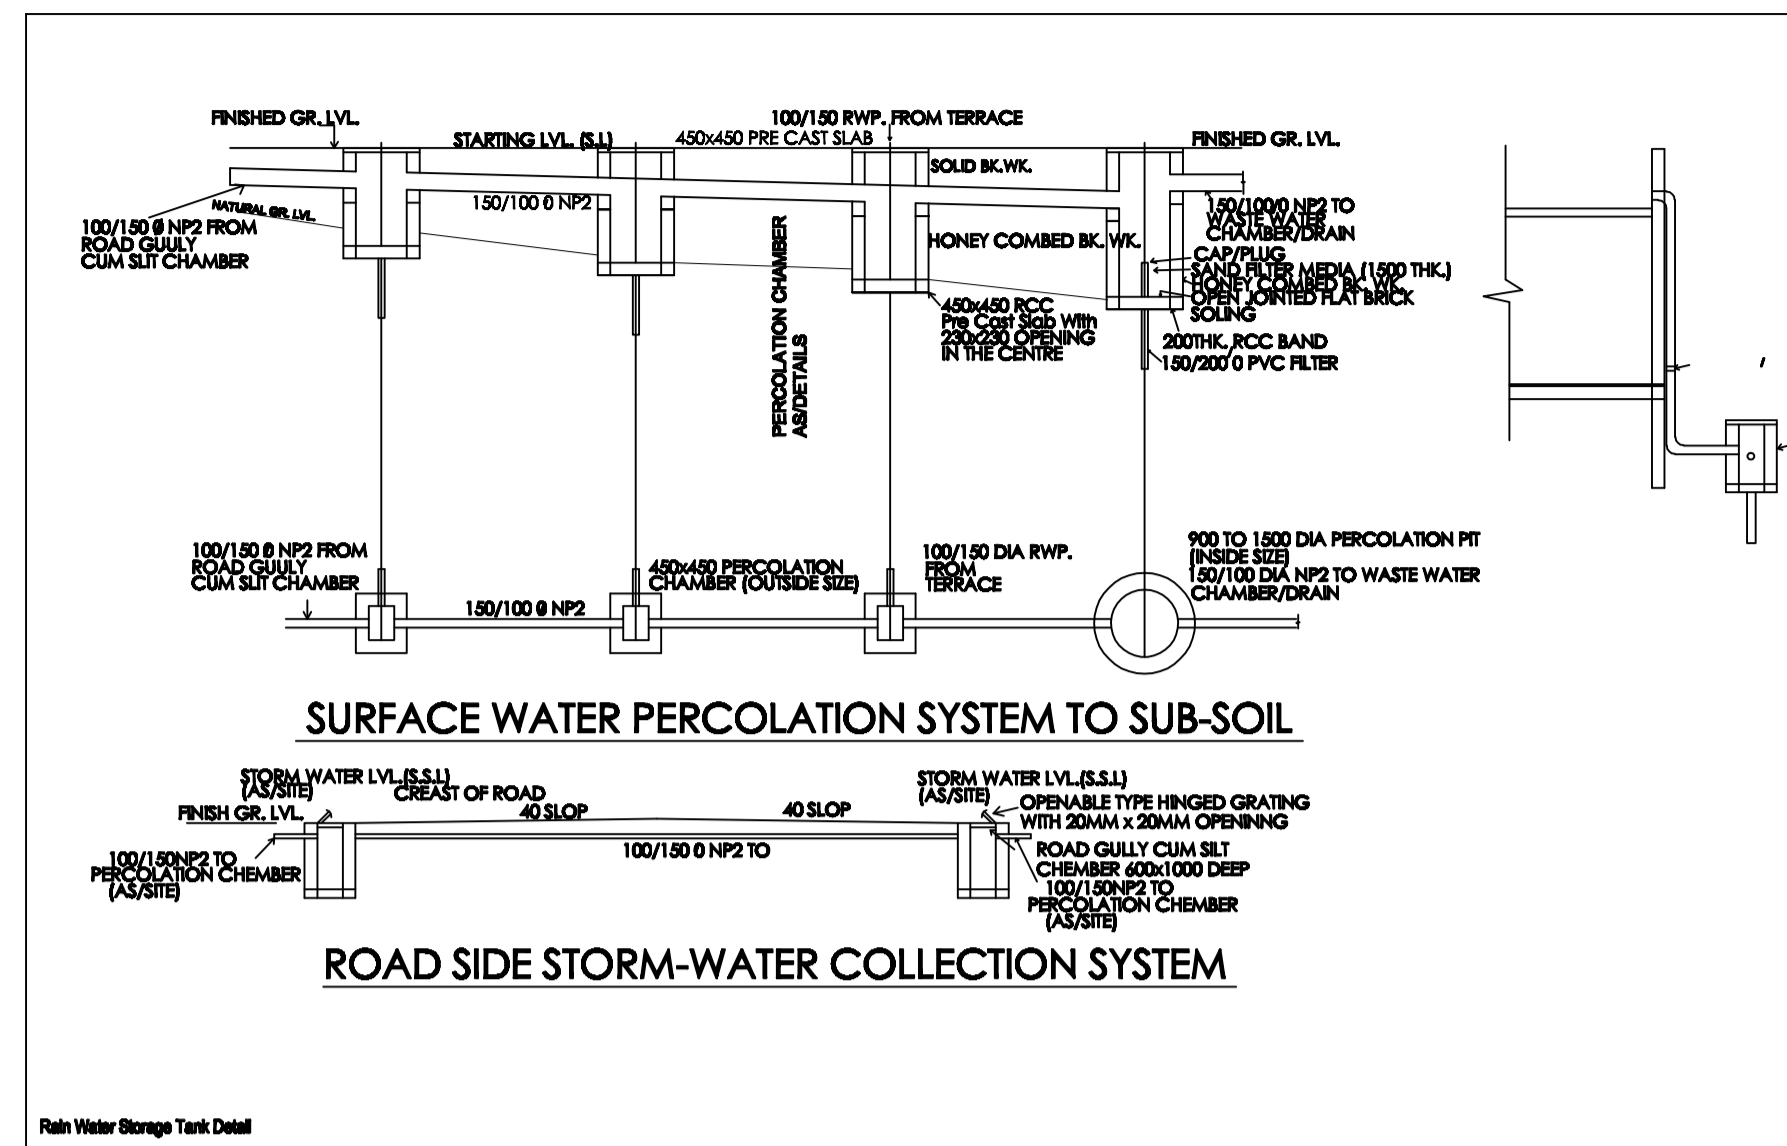 FINISHED GR. LVL.
STARTING LVL. (S.L)
100/150 RWP. FROM TERRACE
450x450 PRE CAST SLAB
FINISHED GR. LVL.
SOLID BK.WK.
NATURAL GR. LVL.
150/100 0 NP2
100/150 Ø NP2 FROM
ROAD GUULY
CUM SLIT CHAMBER
PERCOLATION CHAMBER
AS/DETAILS
HONEY COMBED BK. WK.
150/100/0 NP2 TO
WASTE WATER
CHAMBER/DRAIN
CAP/PLUG
SAND FILTER MEDIA (1500 THK.)
HONEY COMBED BK. WK.
OPEN JOINTED FLAT BRICK
SOLING
450x450 RCC
Pre Cast Slab With
230x230 OPENING
IN THE CENTRE
200THK. RCC BAND
150/200 0 PVC FILTER
100/150 0 NP2 FROM
ROAD GUULY
CUM SLIT CHAMBER
150/100 0 NP2
450x450 PERCOLATION
CHAMBER (OUTSIDE SIZE)
100/150 DIA RWP.
FROM
TERRACE
900 TO 1500 DIA PERCOLATION PIT
(INSIDE SIZE)
150/100 DIA NP2 TO WASTE WATER
CHAMBER/DRAIN
SURFACE WATER PERCOLATION SYSTEM TO SUB-SOIL
STORM WATER LVL.(S.S.L)
(AS/SITE)
CREAST OF ROAD
FINISH GR. LVL.
40 SLOP
40 SLOP
STORM WATER LVL.(S.S.L)
(AS/SITE)
OPENABLE TYPE HINGED GRATING
WITH 20MM x 20MM OPENINNG
100/150 0 NP2 TO
100/150NP2 TO
PERCOLATION CHEMBER
(AS/SITE)
ROAD GULLY CUM SILT
CHEMBER 600x1000 DEEP
100/150NP2 TO
PERCOLATION CHEMBER
(AS/SITE)
ROAD SIDE STORM-WATER COLLECTION SYSTEM
Rain Water Storage Tank Detail